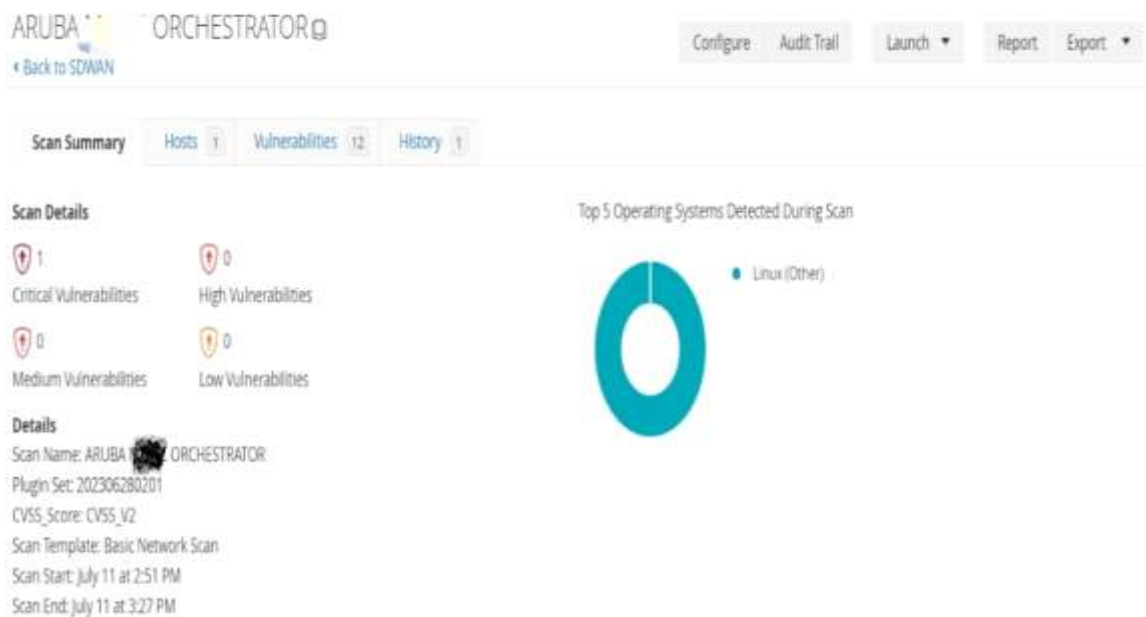 ARUBA ORCHESTRATOR
Back to SDWAN
Configure Audit Trail Launch Report Export
Scan Summary Hosts 1 Vulnerabilities 12 History 1
Scan Details
1
Critical Vulnerabilities
0
High Vulnerabilities
0
Medium Vulnerabilities
0
Low Vulnerabilities
Details
Scan Name: ARUBA ORCHESTRATOR
Plugin Set: 202306280201
CVSS_Score: CVSS_V2
Scan Template: Basic Network Scan
Scan Start: July 11 at 2:51 PM
Scan End: July 11 at 3:27 PM
Top 5 Operating Systems Detected During Scan
Linux (Other)